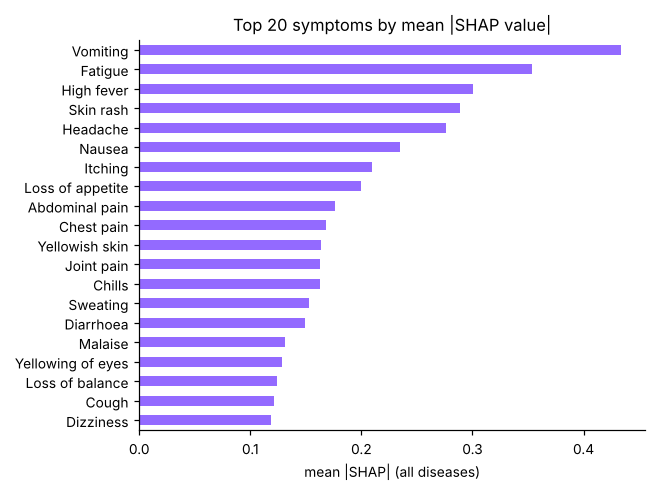 Top 20 symptoms by mean |SHAP value|
Vomiting
Fatigue
High fever
Skin rash
Headache
Nausea
Itching
Loss of appetite
Abdominal pain
Chest pain
Yellowish skin
Joint pain
Chills
Sweating
Diarrhoea
Malaise
Yellowing of eyes
Loss of balance
Cough
Dizziness
0.0 0.1 0.2 0.3 0.4
mean |SHAP| (all diseases)